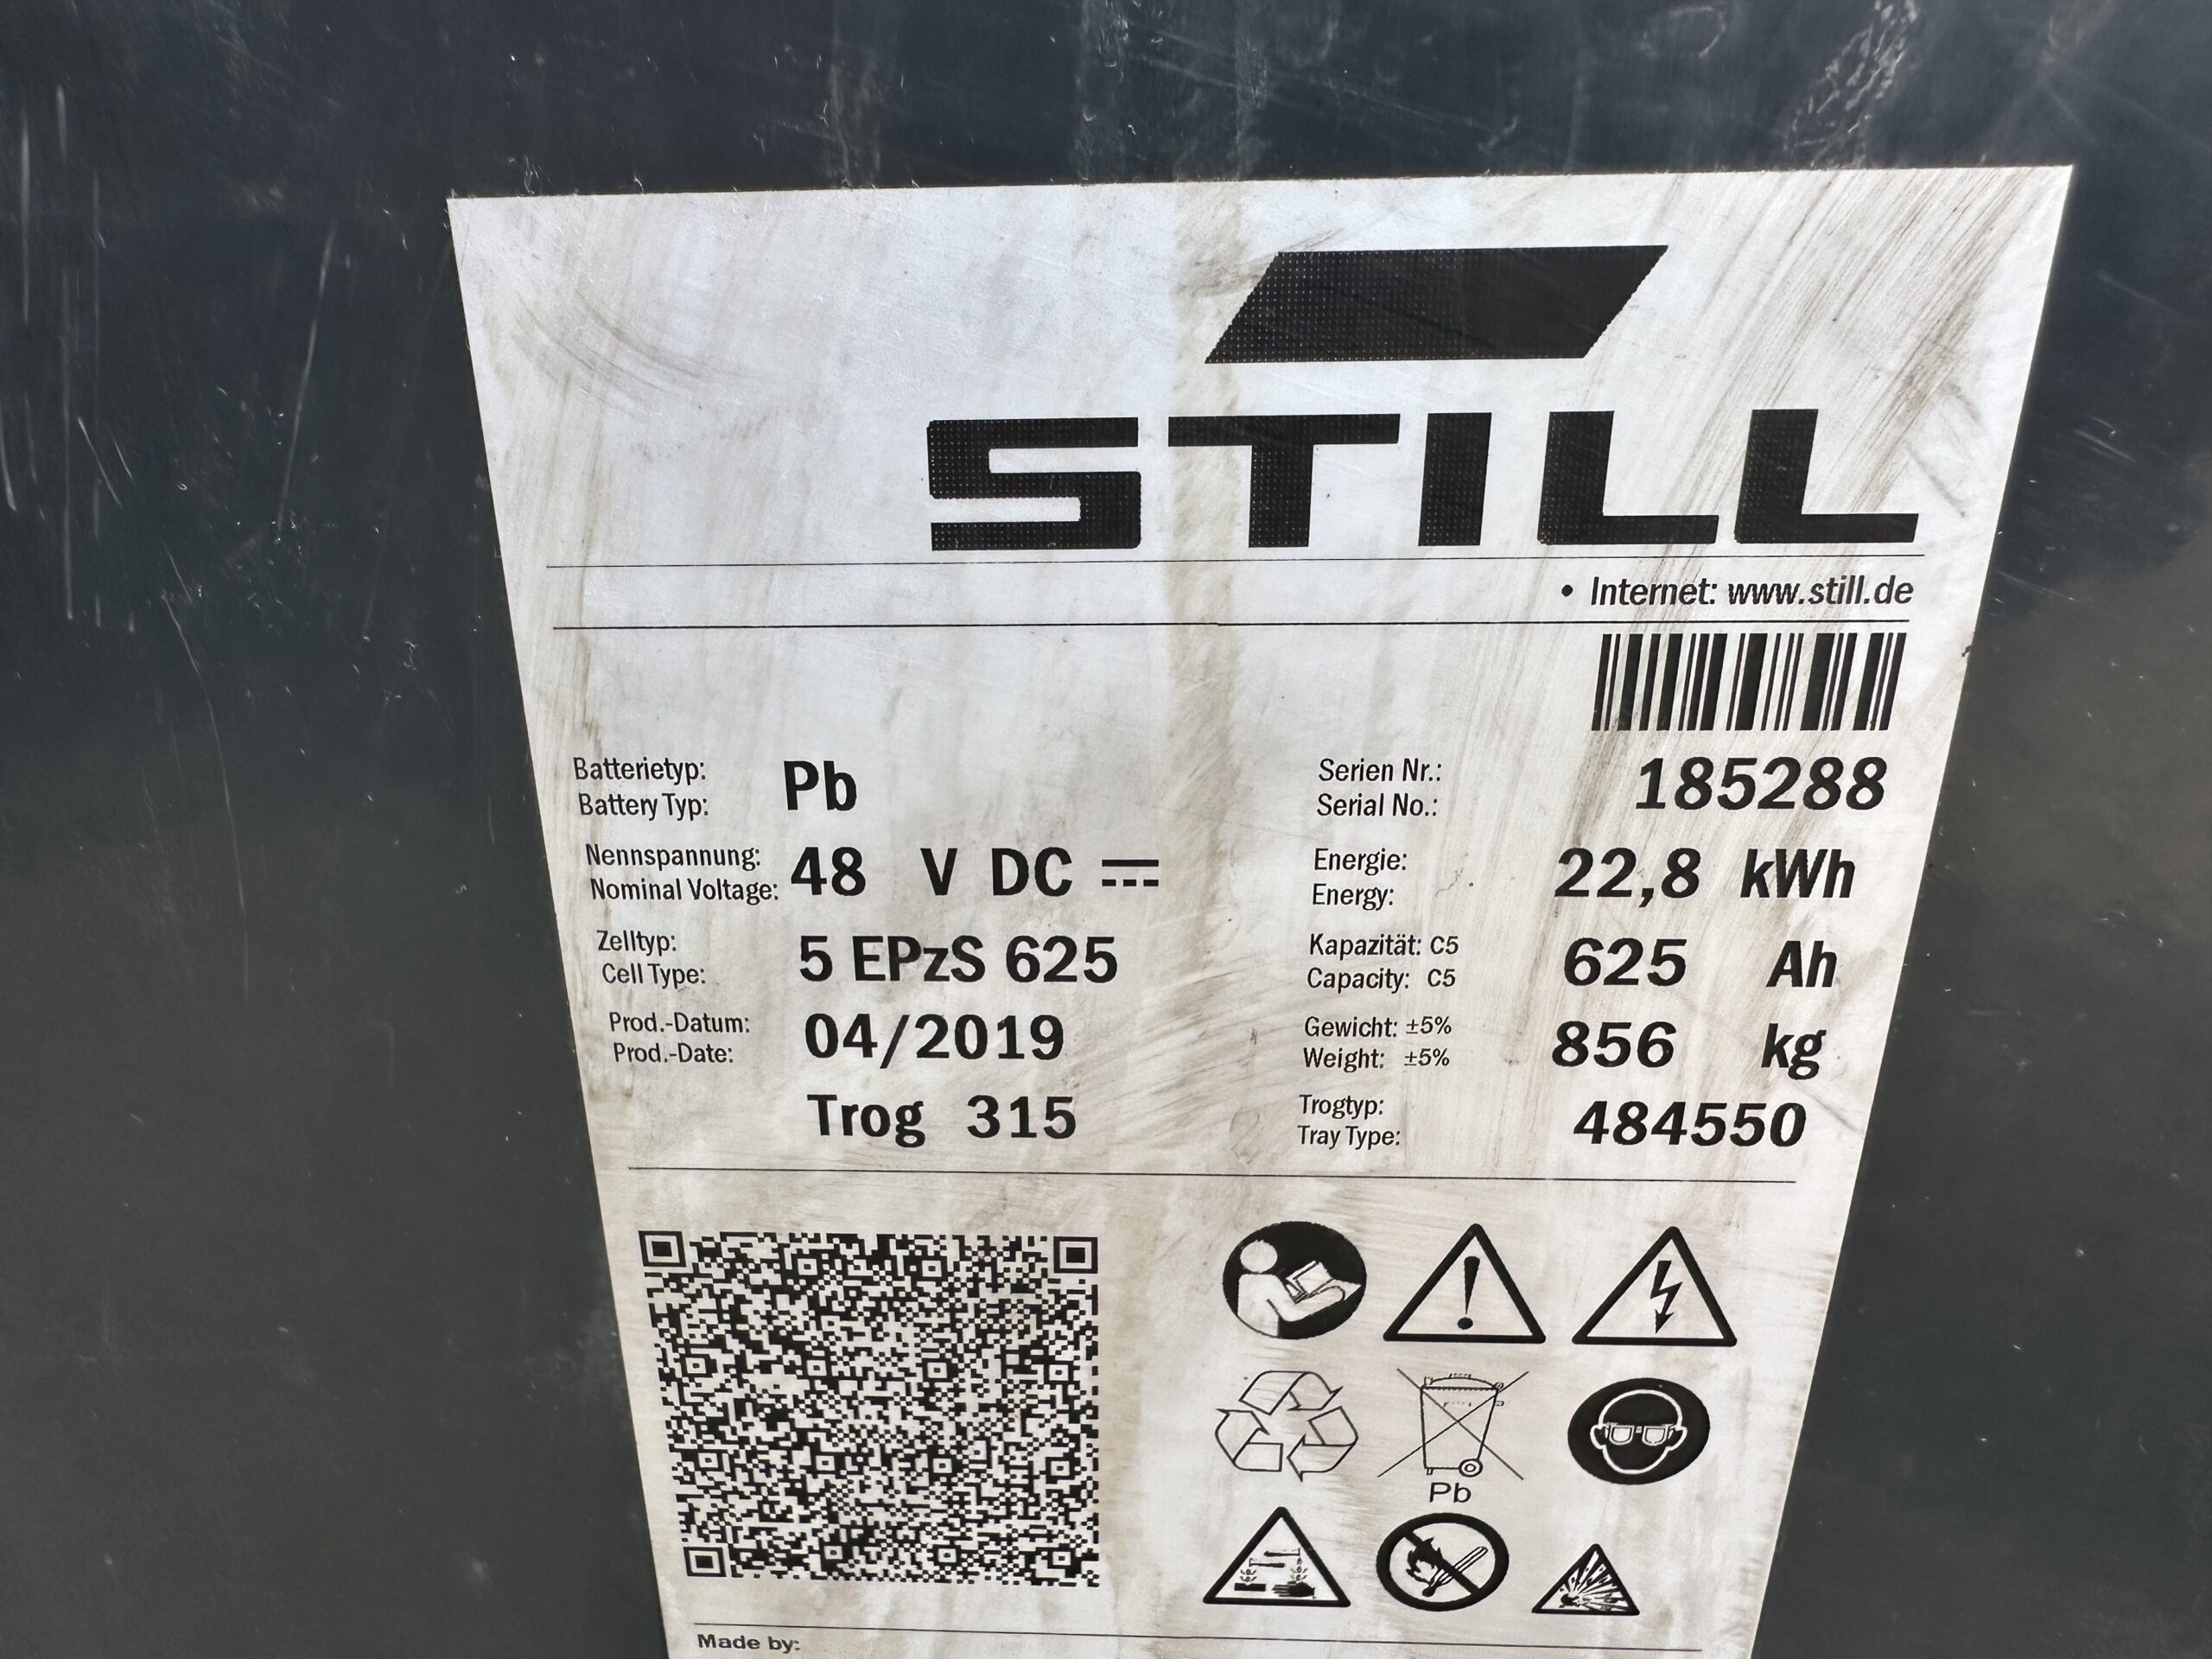 STILL
• Internet: www.still.de
Batterietyp: Pb Serien Nr.: 185288
Battery Typ: Serial No.:
Nennspannung: 48 V DC Energie: 22,8 kWh
Nominal Voltage: Energy:
Zelltyp: 5 EPzS 625 Kapazität: C5 625 Ah
Cell Type: Capacity: C5
Prod.-Datum: 04/2019 Gewicht: ±5% 856 kg
Prod.-Date: Weight: ±5%
Trog 315 Trogtyp: 484550
Tray Type:
Pb
Made by: